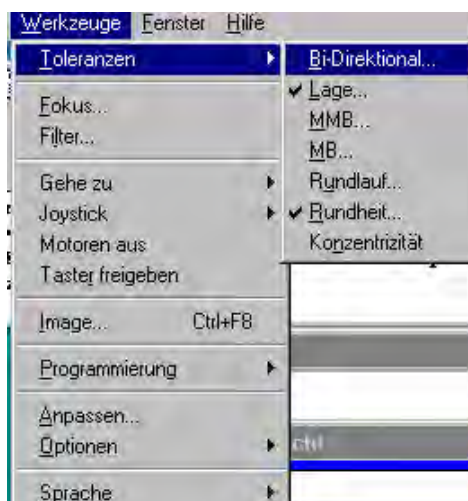 Werkzeuge Fenster Hilfe
Toleranzen
Fokus...
Filter...
Gehe zu
Joystick
Motoren aus
Taster freigeben
Image... Ctrl+F8
Programmierung
Anpassen...
Optionen
Sprache
Bi-Direktional...
Lage...
MMB...
MB...
Rundlauf...
Rundheit...
Konzentrizität